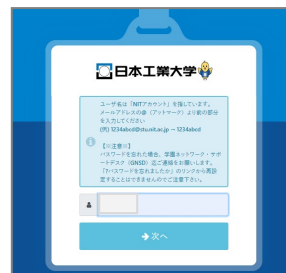 日本工業大学
ユーザ名は「NITアカウント」を指しています。
メールアドレスの@（アットマーク）より前の部分
を入力してください
(例) 1234abcd@stu.nit.ac.jp → 1234abcd
【※注意※】
パスワードを忘れた場合、学園ネットワーク・サポ
ートデスク（GNSD）迄ご連絡をお願いします。
「?パスワードを忘れましたか」のリンクから再設
定することはできませんのでご注意下さい。
次へ